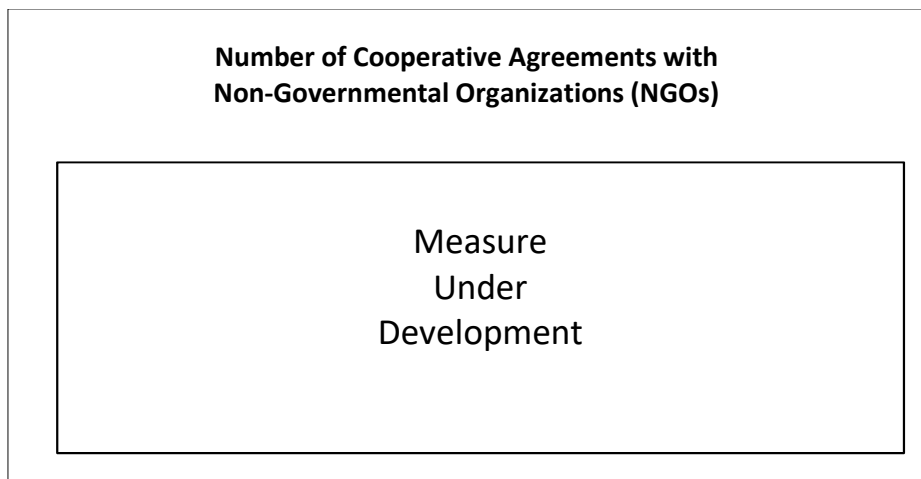 Number of Cooperative Agreements with
Non-Governmental Organizations (NGOs)
Measure
Under
Development